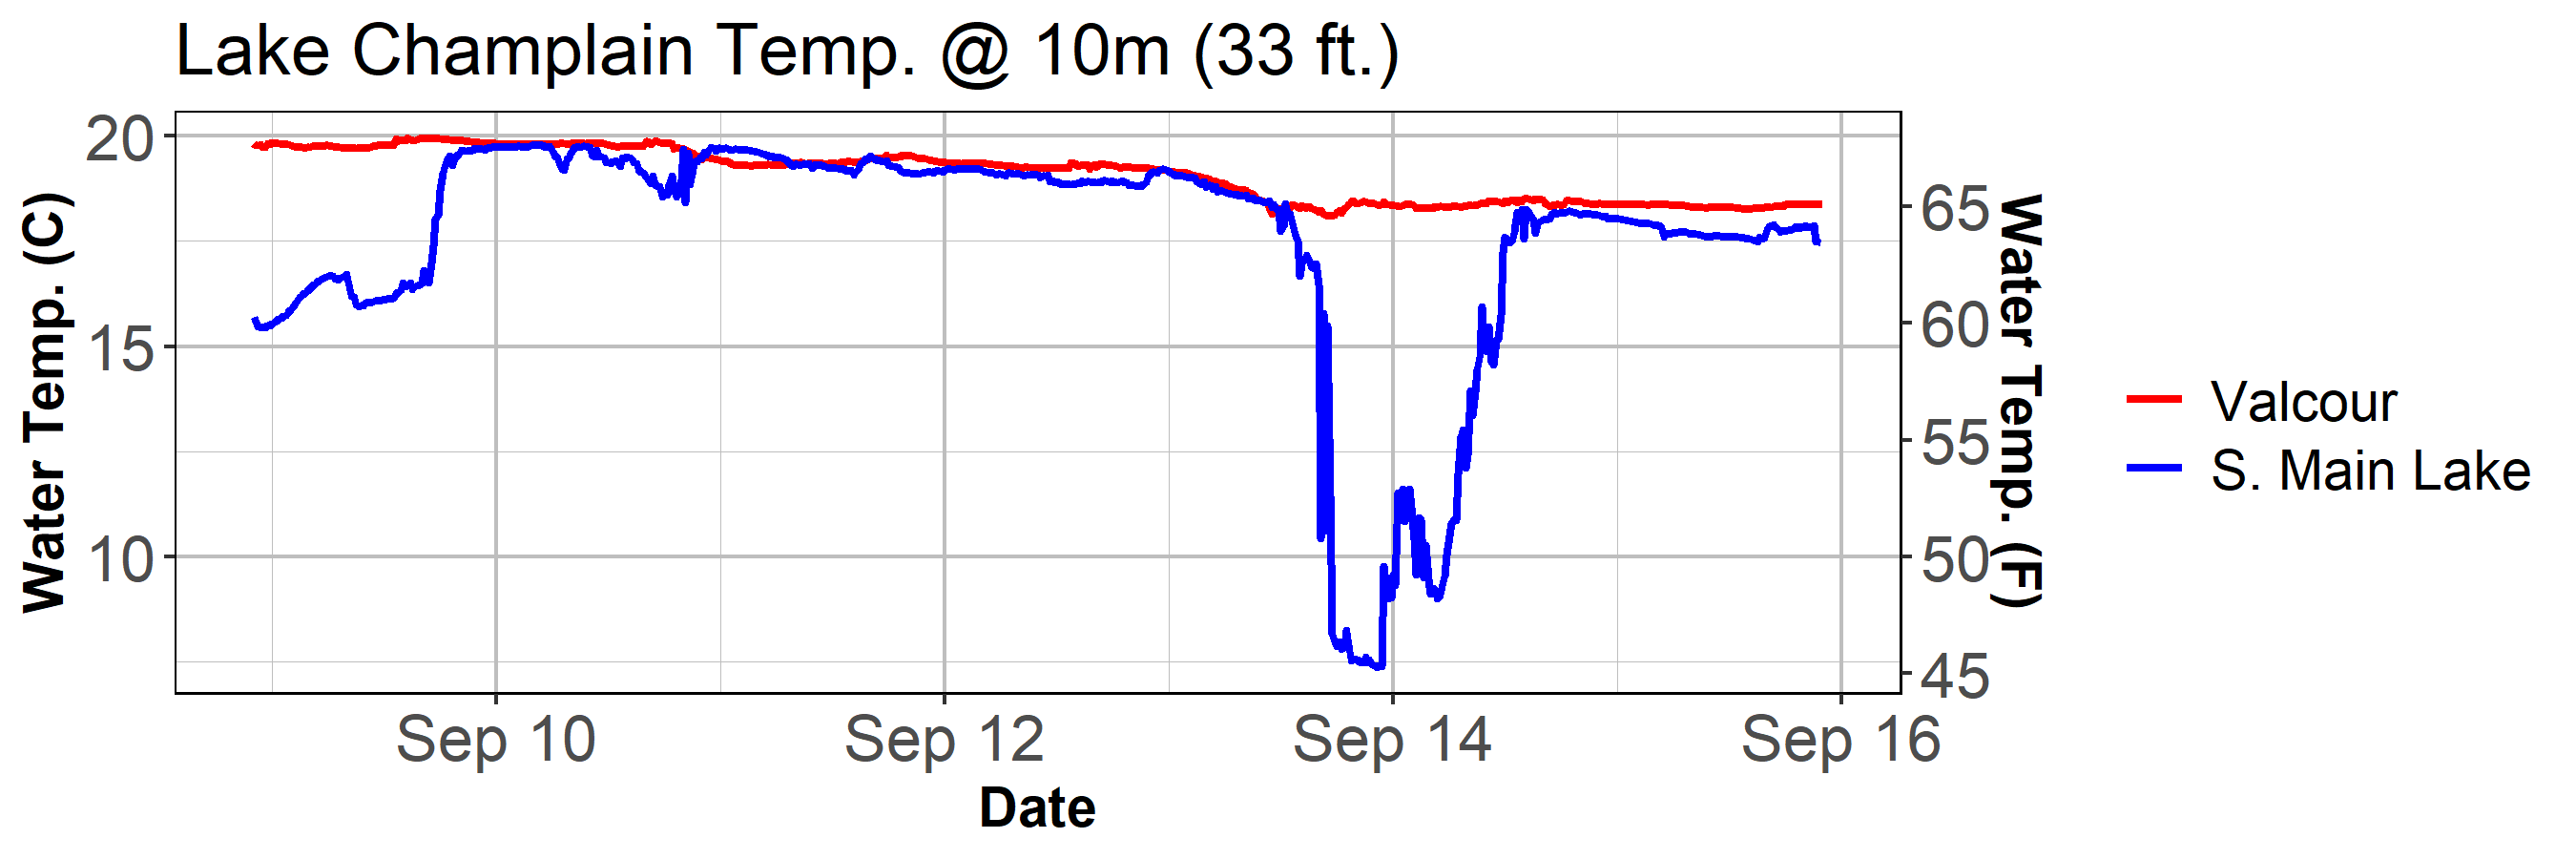 Lake Champlain Temp. @ 10m (33 ft.)
Water Temp. (C)
20
15
10
65
60
55
50
45
Water Temp. (F)
Sep 10
Sep 12
Sep 14
Sep 16
Date
Valcour
S. Main Lake